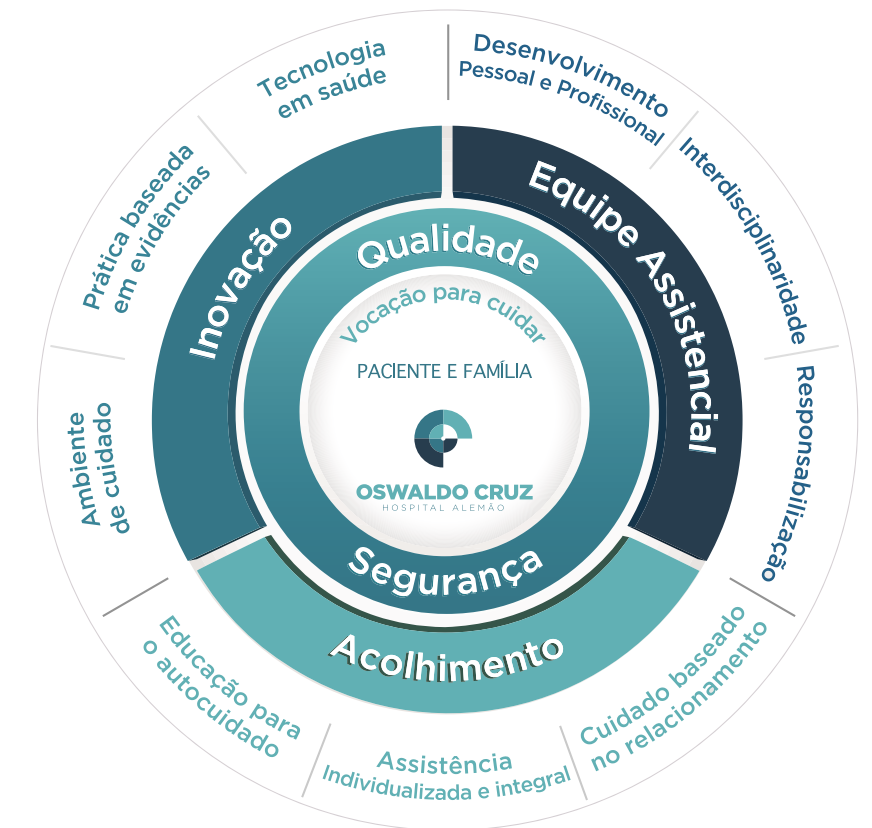 Tecnologia
em saúde
Desenvolvimento
Pessoal e Profissional
Interdisciplinaridade
Responsabilização
Cuidado baseado
no relacionamento
Assistência
Individualizada e integral
Educação para
o autocuidado
Ambiente
de cuidado
Prática baseada
em evidências
Inovação
Equipe Assistencial
Acolhimento
Qualidade
Segurança
Vocação para cuidar
PACIENTE E FAMÍLIA
OSWALDO CRUZ
HOSPITAL ALEMÃO